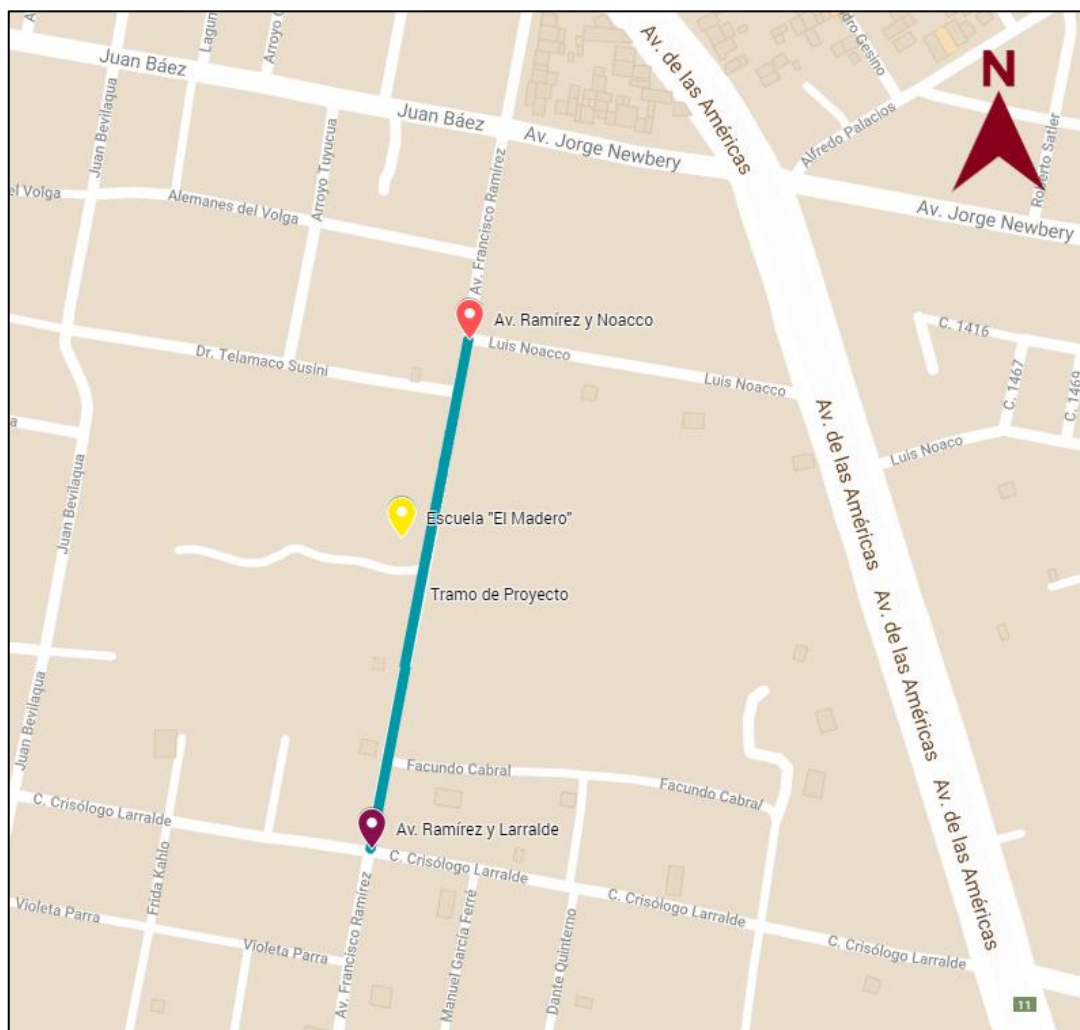 Av. de las Américas
Juan Báez
Juan Báez
Av. Jorge Newbery
Av. Jorge Newbery
Alfredo Palacios
Roberto Satler
N
Juan Bevilaqua
Arroyo Tuyucua
Av. Francisco Ramírez
el Volga
Alemanes del Volga
Av. Ramírez y Noacco
Luis Noacco
Luis Noacco
Dr. Telamaco Susini
C. 1416
C. 1467
C. 1469
Av. de las Américas
Luis Noaco
Juan Bevilaqua
Escuela "El Madero"
Tramo de Proyecto
Av. de las Américas
Juan Bevilaqua
Facundo Cabral
Facundo Cabral
Av. de las Américas
C. Crisólogo Larralde
Av. Ramírez y Larralde
C. Crisólogo Larralde
C. Crisólogo Larralde
C. Crisólogo Larralde
Frida Kahlo
Violeta Parra
Violeta Parra
Av. Francisco Ramírez
Manuel García Ferré
Dante Quinterno
11